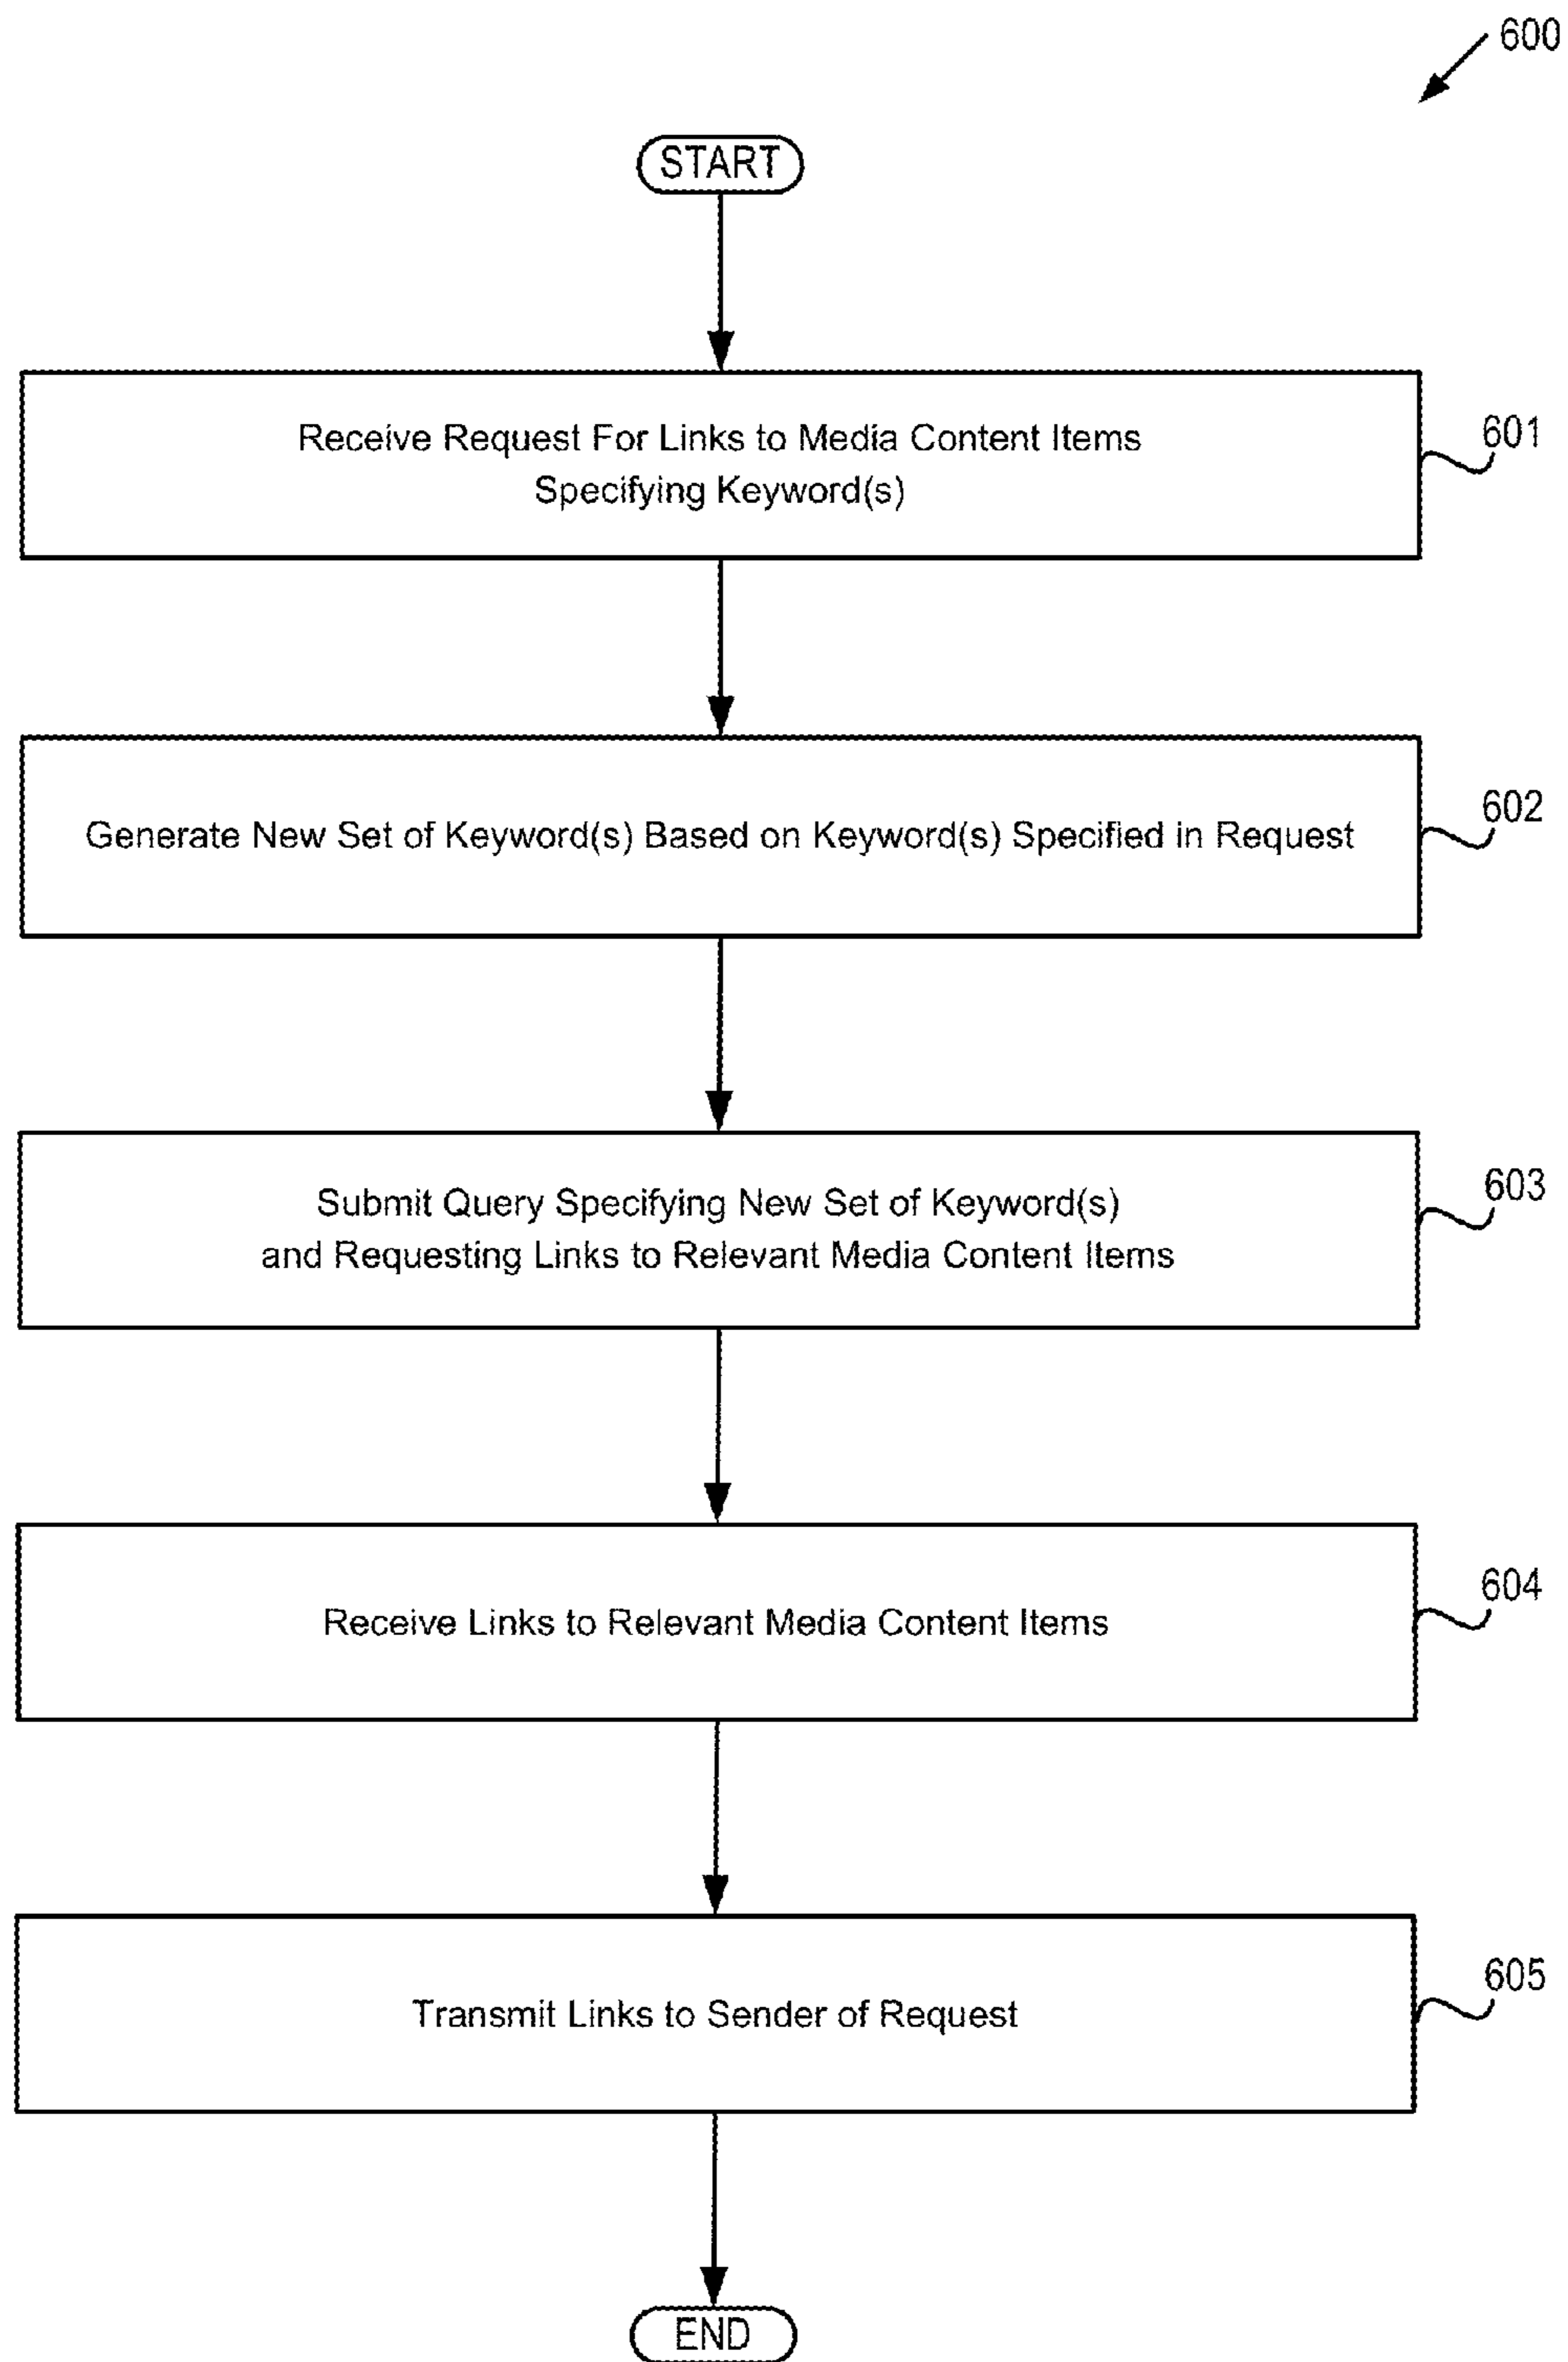 600
START
Receive Request For Links to Media Content Items
Specifying Keyword(s)
601
Generate New Set of Keyword(s) Based on Keyword(s) Specified in Request
602
Submit Query Specifying New Set of Keyword(s)
and Requesting Links to Relevant Media Content Items
603
Receive Links to Relevant Media Content Items
604
Transmit Links to Sender of Request
605
END